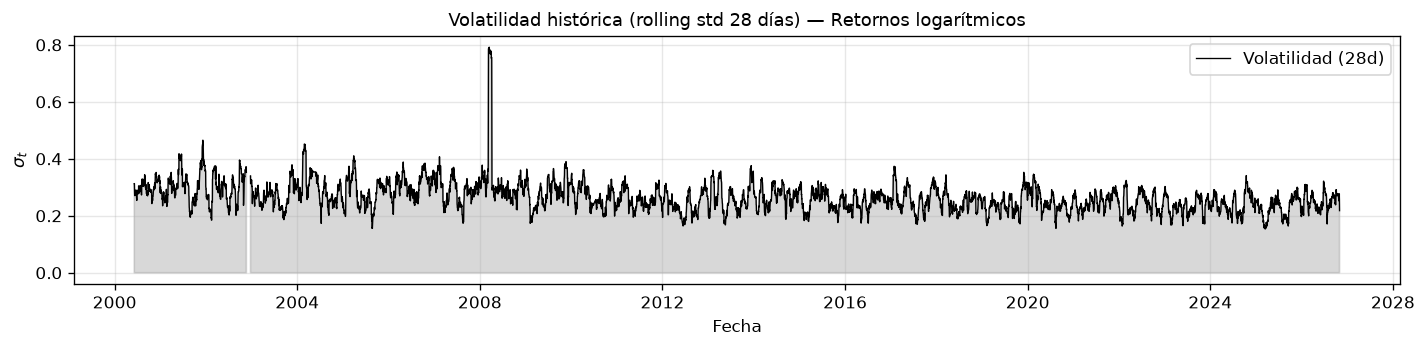 Volatilidad histórica (rolling std 28 días) — Retornos logarítmicos
Volatilidad (28d)
σt
0.8
0.6
0.4
0.2
0.0
2000 2004 2008 2012 2016 2020 2024 2028
Fecha